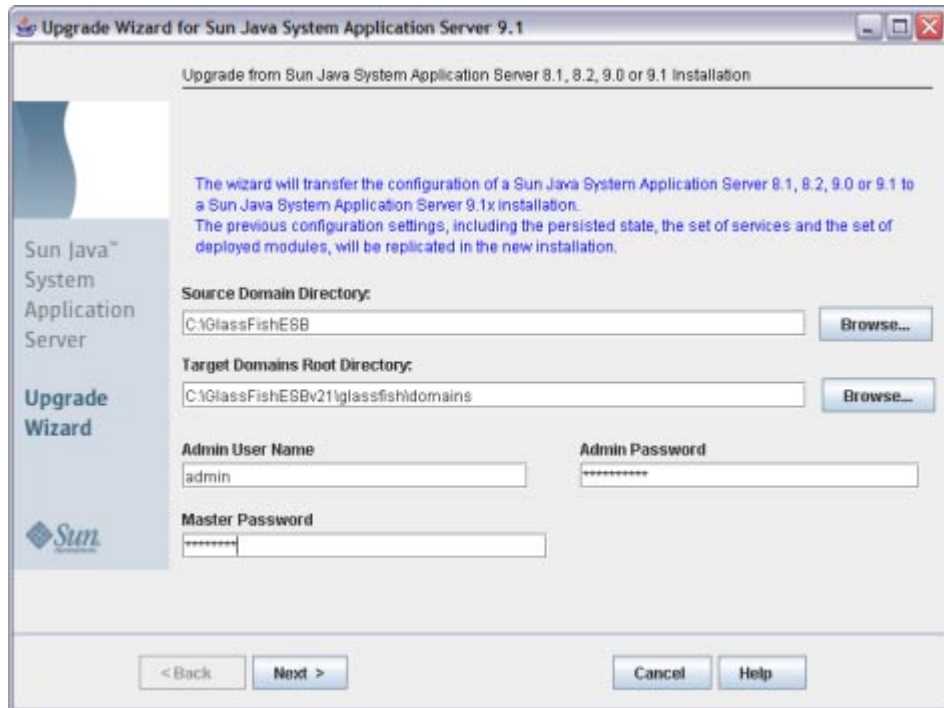 Upgrade Wizard for Sun Java System Application Server 9.1
Upgrade from Sun Java System Application Server 8.1, 8.2, 9.0 or 9.1 Installation
The wizard will transfer the configuration of a Sun Java System Application Server 8.1, 8.2, 9.0 or 9.1 to
a Sun Java System Application Server 9.1x installation.
The previous configuration settings, including the persisted state, the set of services and the set of
deployed modules, will be replicated in the new installation.
Sun Java™
System
Application
Server
Upgrade
Wizard
Sun
Source Domain Directory:
C:\GlassFishESB
Browse...
Target Domains Root Directory:
C:\GlassFishESBv21\glassfish\domains
Browse...
Admin User Name
Admin Password
admin
**********
Master Password
********
< Back
Next >
Cancel
Help